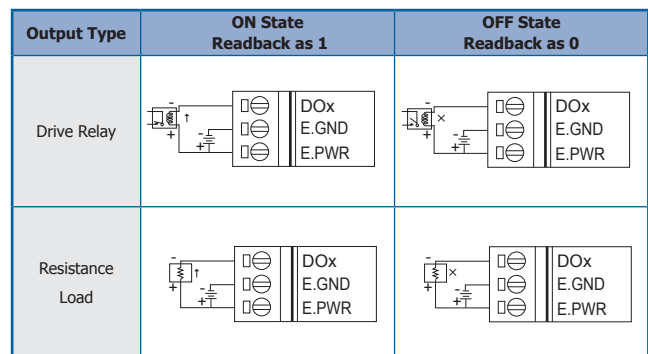 Output Type
ON State
Readback as 1
OFF State
Readback as 0
Drive Relay
-
+
↑
-
+
DOx
E.GND
E.PWR
-
+
×
-
+
DOx
E.GND
E.PWR
Resistance
Load
-
+
↑
-
+
DOx
E.GND
E.PWR
-
+
×
-
+
DOx
E.GND
E.PWR